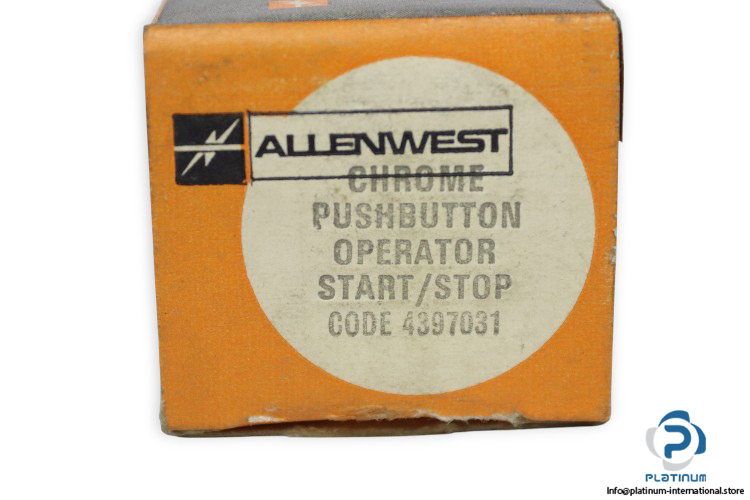 ALLENWEST
CHROME
PUSHBUTTON
OPERATOR
START/STOP
CODE 4397031
PLATINUM
Info@platinum-international.store